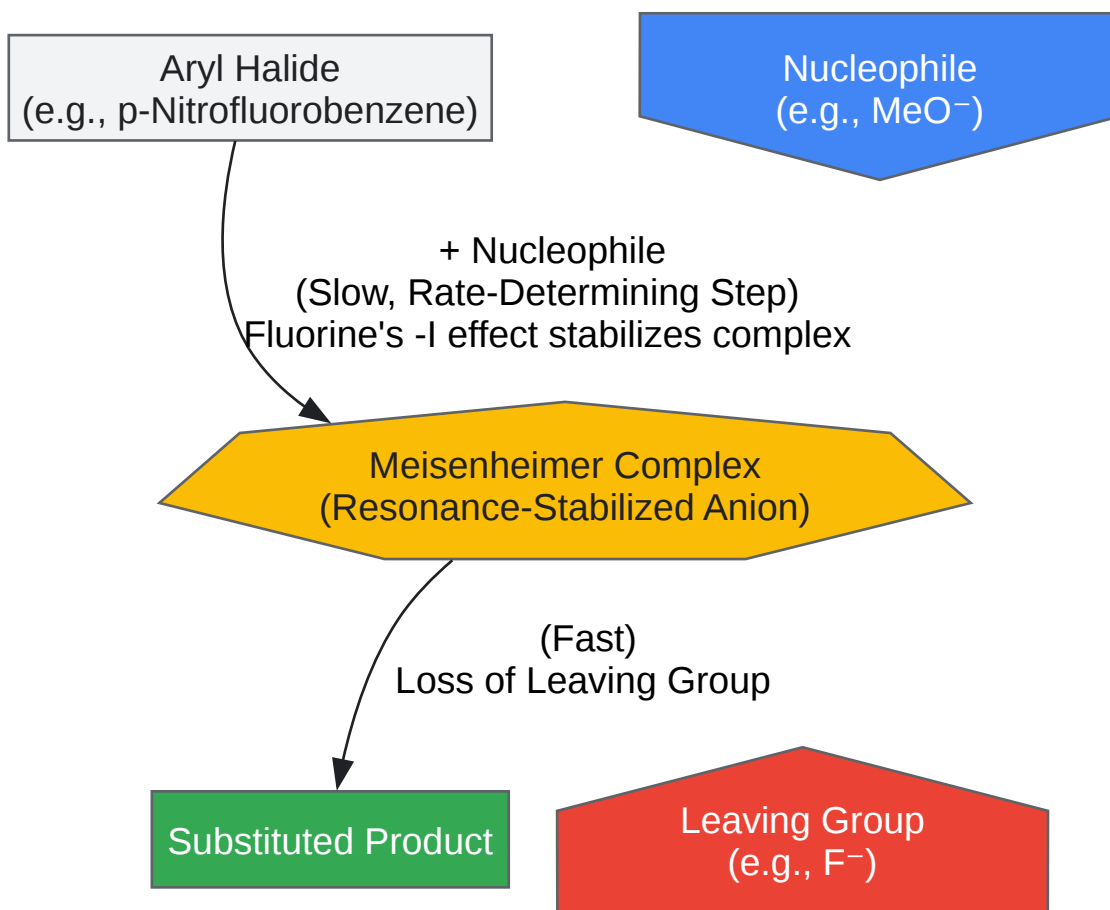 Aryl Halide
(e.g., p-Nitrofluorobenzene)
Nucleophile
(e.g., MeO⁻)
+ Nucleophile
(Slow, Rate-Determining Step)
Fluorine's -I effect stabilizes complex
Meisenheimer Complex
(Resonance-Stabilized Anion)
(Fast)
Loss of Leaving Group
Substituted Product
Leaving Group
(e.g., F⁻)